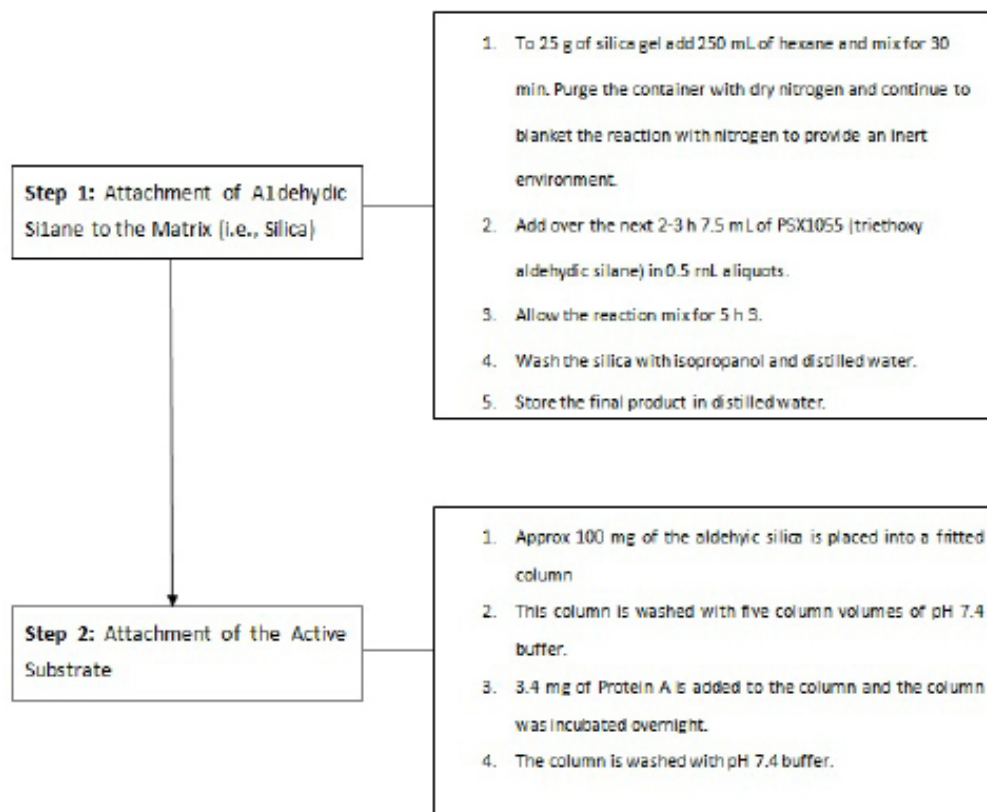 1. To 25 g of silica gel add 250 mL of hexane and mix for 30
min. Purge the container with dry nitrogen and continue to
blanket the reaction with nitrogen to provide an inert
environment.
Step 1: Attachment of A1dehydic
Si1ane to the Matrix (i.e., Silica)
2. Add over the next 2-3 h 7.5 mL of PSX1055 (triethoxy
aldehydic silane) in 0.5 rnL aliquots.
3. Allow the reaction mix for 5 h 3.
4. Wash the silica with isopropanol and distilled water.
5. Store the final product in distilled water.
1. Approx 100 mg of the aldehyic silica is placed into a fritted
column
2. This column is washed with five column volumes of pH 7.4
buffer.
Step 2: Attachment of the Active
Substrate
3. 3.4 mg of Protein A is added to the column and the column
was incubated overnight.
4. The column is washed with pH 7.4 buffer.